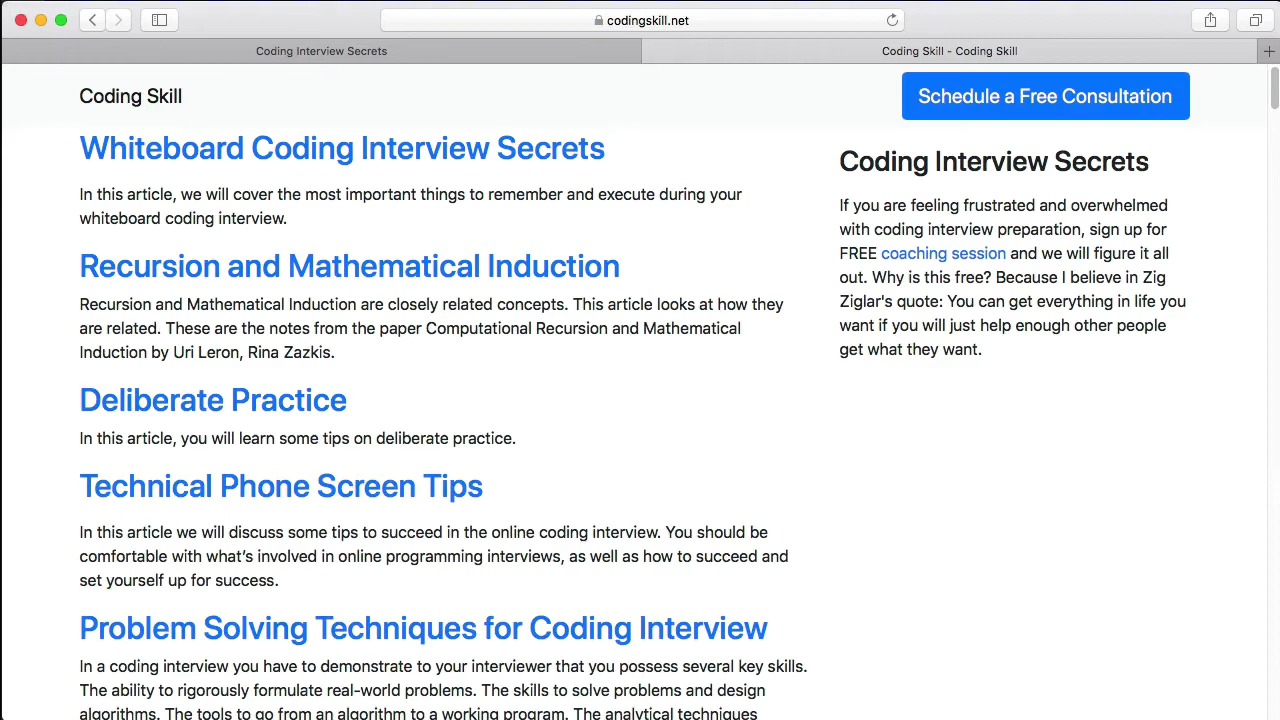 codingskill.net
Coding Interview Secrets
Coding Skill - Coding Skill
Coding Skill
Schedule a Free Consultation
Whiteboard Coding Interview Secrets
In this article, we will cover the most important things to remember and execute during your
whiteboard coding interview.
Recursion and Mathematical Induction
Recursion and Mathematical Induction are closely related concepts. This article looks at how they
are related. These are the notes from the paper Computational Recursion and Mathematical
Induction by Uri Leron, Rina Zazkis.
Deliberate Practice
In this article, you will learn some tips on deliberate practice.
Technical Phone Screen Tips
In this article we will discuss some tips to succeed in the online coding interview. You should be
comfortable with what's involved in online programming interviews, as well as how to succeed and
set yourself up for success.
Problem Solving Techniques for Coding Interview
In a coding interview you have to demonstrate to your interviewer that you possess several key skills.
The ability to rigorously formulate real-world problems. The skills to solve problems and design
algorithms. The tools to go from an algorithm to a working program. The analytical techniques
Coding Interview Secrets
If you are feeling frustrated and overwhelmed
with coding interview preparation, sign up for
FREE coaching session and we will figure it all
out. Why is this free? Because I believe in Zig
Ziglar's quote: You can get everything in life you
want if you will just help enough other people
get what they want.